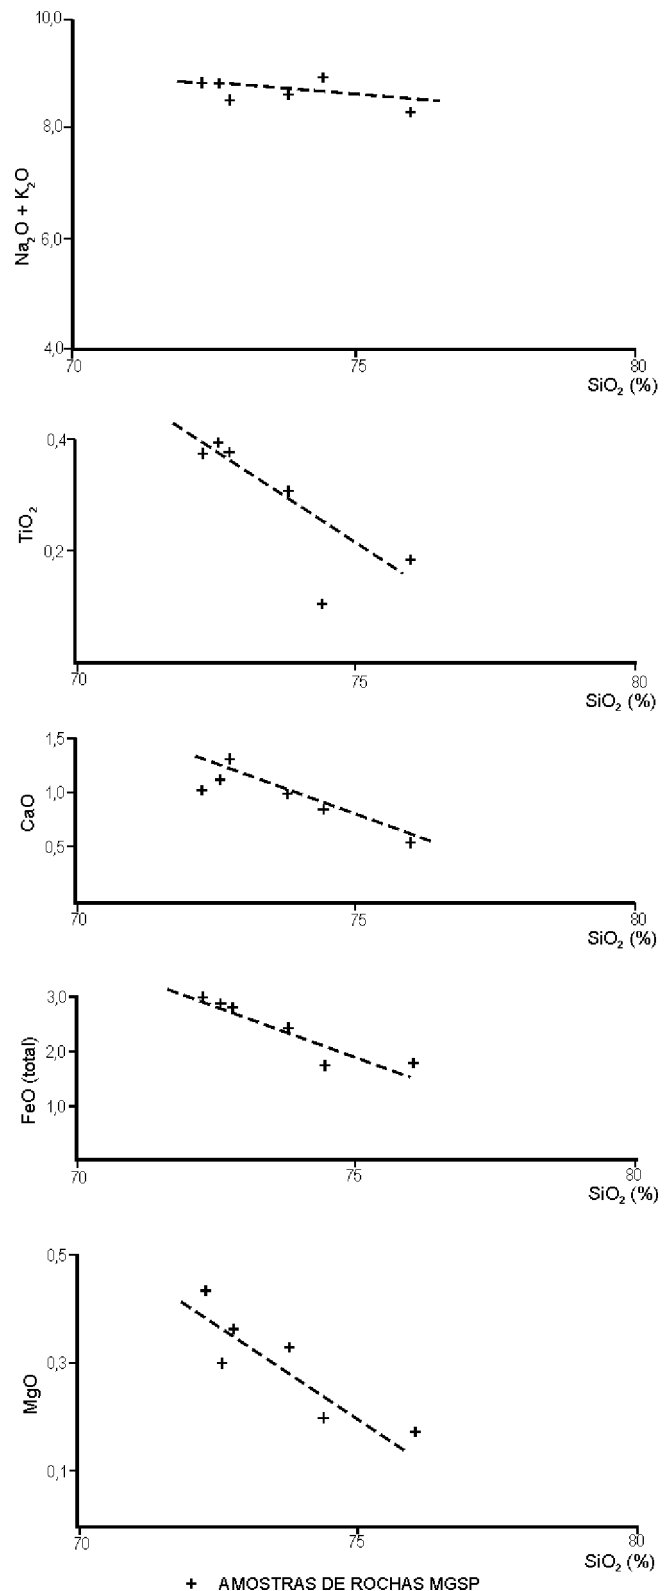 10,0
8,0
6,0
4,0
Na₂O + K₂O
70 75 80
SiO₂ (%)
0,4
0,2
TiO₂
70 75 80
SiO₂ (%)
1,5
1,0
0,5
CaO
70 75 80
SiO₂ (%)
3,0
2,0
1,0
FeO (total)
70 75 80
SiO₂ (%)
0,5
0,3
0,1
MgO
70 75 80
SiO₂ (%)
+ AMOSTRAS DE ROCHAS MGSP